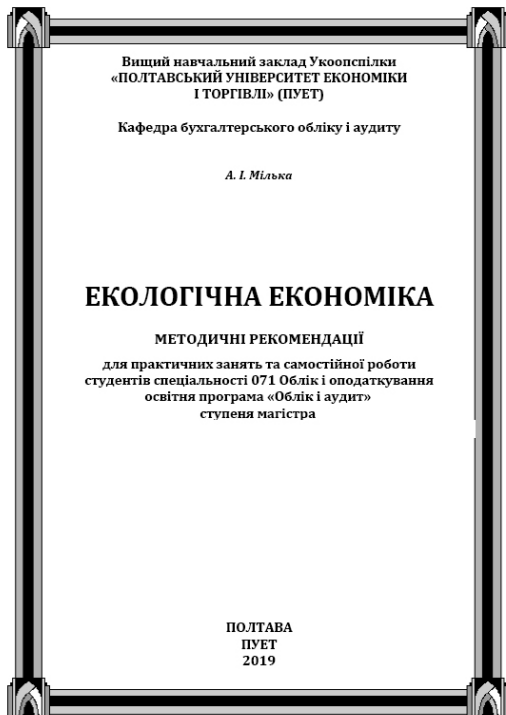 Вищий навчальний заклад Укоопспілки
«ПОЛТАВСЬКИЙ УНІВЕРСИТЕТ ЕКОНОМІКИ
І ТОРГІВЛІ» (ПУЕТ)
Кафедра бухгалтерського обліку і аудиту
А. І. Мілька
ЕКОЛОГІЧНА ЕКОНОМІКА
МЕТОДИЧНІ РЕКОМЕНДАЦІЇ
для практичних занять та самостійної роботи
студентів спеціальності 071 Облік і оподаткування
освітня програма «Облік і аудит»
ступеня магістра
ПОЛТАВА
ПУЕТ
2019